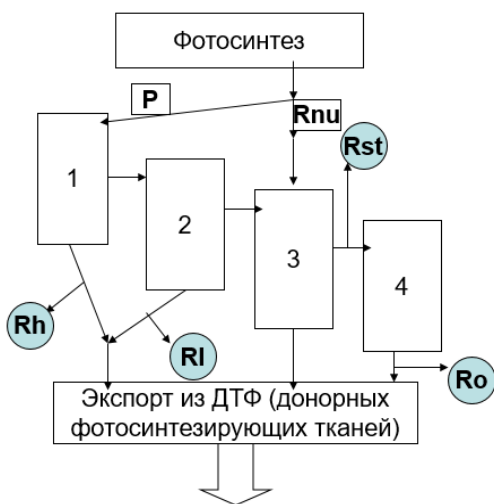 Фотосинтез
P
Rnu
Rst
1
2
3
4
Rh
Rl
Ro
Экспорт из ДТФ (донорных
фотосинтезирующих тканей)